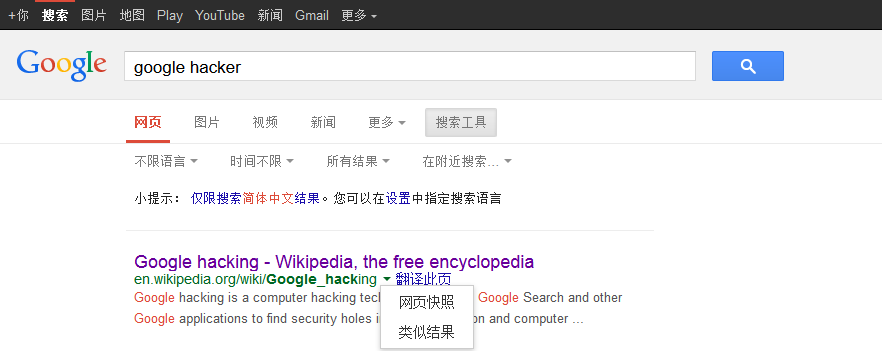 +你 搜索 图片 地图 Play YouTube 新闻 Gmail 更多
Google google hacker
网页 图片 视频 新闻 更多 搜索工具
不限语言 时间不限 所有结果 在附近搜索...
小提示： 仅限搜索简体中文结果。您可以在设置中指定搜索语言
Google hacking - Wikipedia, the free encyclopedia
en.wikipedia.org/wiki/Google_hacking 翻译此页
Google hacking is a computer hacking Google Search and other
网页快照
Google applications to find security holes and computer ...
类似结果